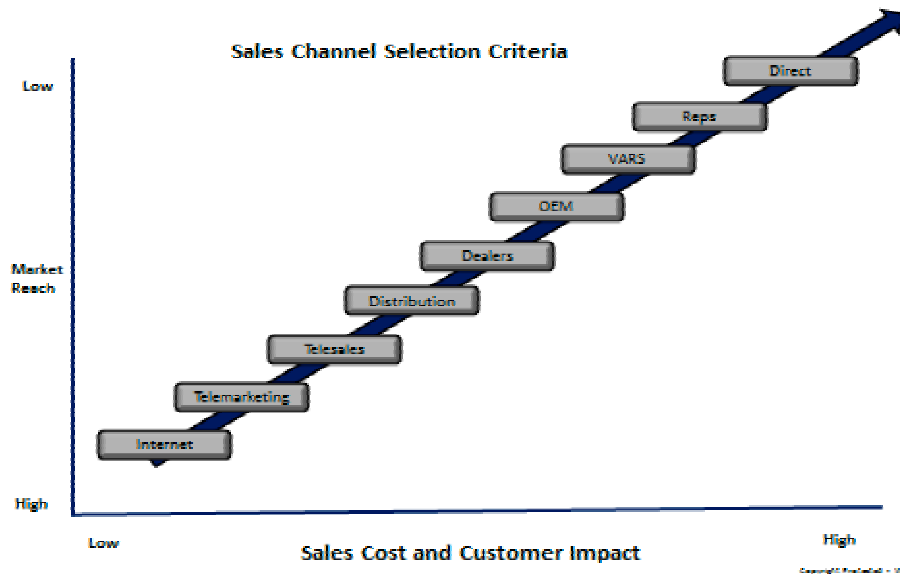 Sales Channel Selection Criteria
Low
Direct
Reps
VARS
OEM
Dealers
Market
Reach
Distribution
Telesales
Telemarketing
Internet
High
Low
High
Sales Cost and Customer Impact
Copyright